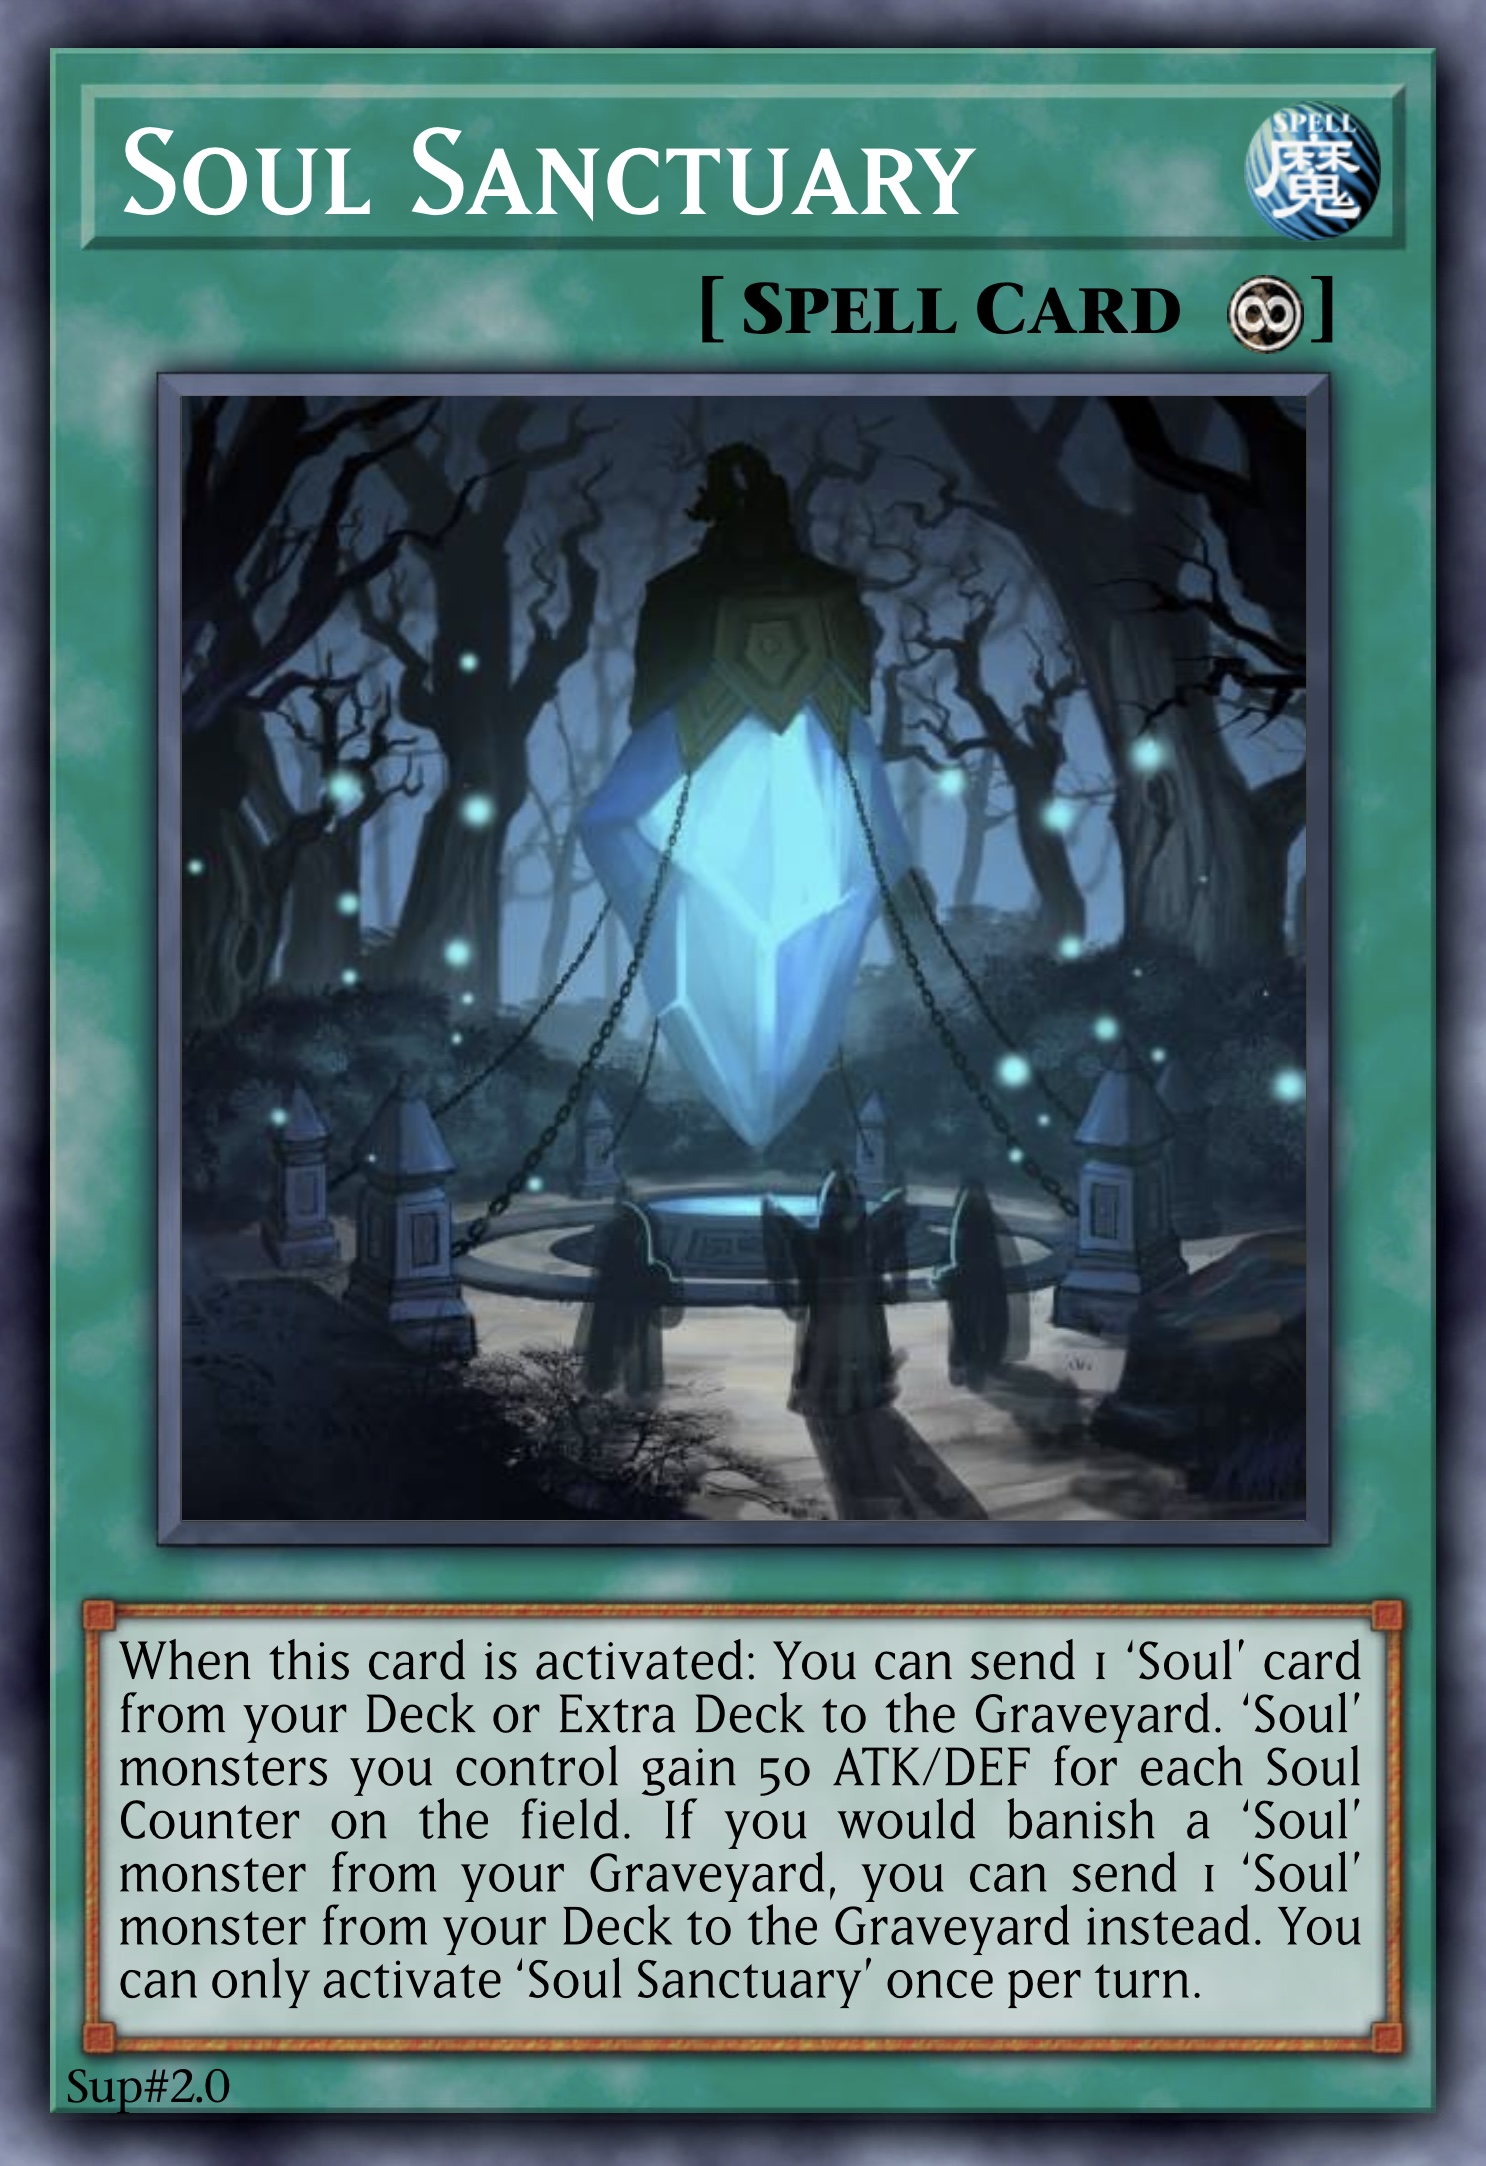 Soul Sanctuary
SPELL
魔
[ Spell Card ]
When this card is activated: You can send 1 ‘Soul’ card
from your Deck or Extra Deck to the Graveyard. ‘Soul’
monsters you control gain 50 ATK/DEF for each Soul
Counter on the field. If you would banish a ‘Soul’
monster from your Graveyard, you can send 1 ‘Soul’
monster from your Deck to the Graveyard instead. You
can only activate ‘Soul Sanctuary’ once per turn.
Sup#2.0